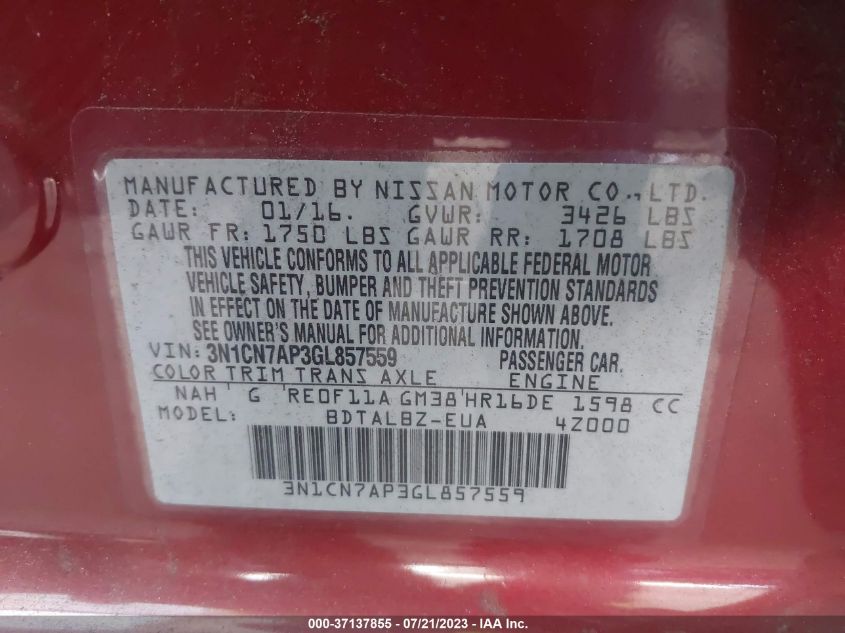 MANUFACTURED BY NISSAN MOTOR CO., LTD.
DATE: 01/16. GVWR: 3426 LBS
GAWR FR: 1750 LBS GAWR RR: 1708 LBS
THIS VEHICLE CONFORMS TO ALL APPLICABLE FEDERAL MOTOR
VEHICLE SAFETY, BUMPER AND THEFT PREVENTION STANDARDS
IN EFFECT ON THE DATE OF MANUFACTURE SHOWN ABOVE.
SEE OWNER'S MANUAL FOR ADDITIONAL INFORMATION.
VIN: 3N1CN7AP3GL857559 PASSENGER CAR.
COLOR TRIM TRANS AXLE ENGINE
NAH G RE0F11A GM38 HR16DE 1598 CC
MODEL: BDTALBZ-EUA 4Z000
3N1CN7AP3GL857559
000-37137855 / 07/21/2023 / IAA Inc.